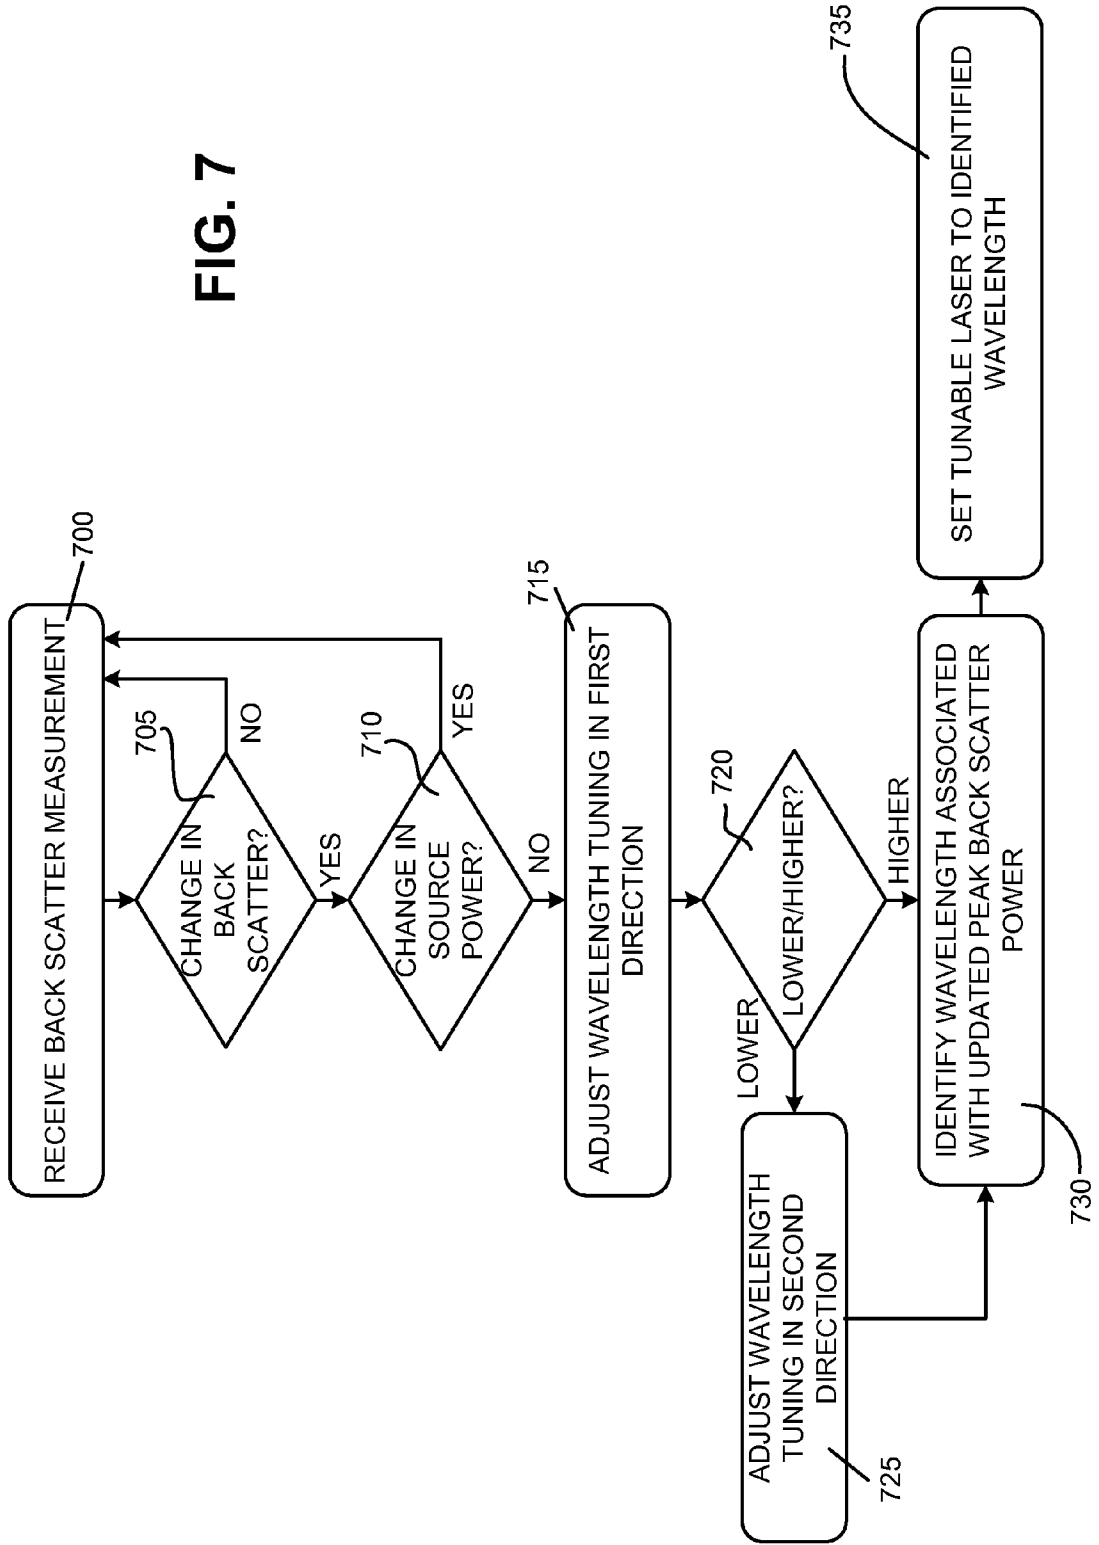 RECEIVE BACK SCATTER MEASUREMENT
700
CHANGE IN
BACK
SCATTER?
705
NO
YES
CHANGE IN
SOURCE
POWER?
710
YES
NO
ADJUST WAVELENGTH TUNING IN FIRST
DIRECTION
715
LOWER/HIGHER?
720
LOWER
HIGHER
ADJUST WAVELENGTH
TUNING IN SECOND
DIRECTION
725
IDENTIFY WAVELENGTH ASSOCIATED
WITH UPDATED PEAK BACK SCATTER
POWER
730
SET TUNABLE LASER TO IDENTIFIED
WAVELENGTH
735
FIG. 7